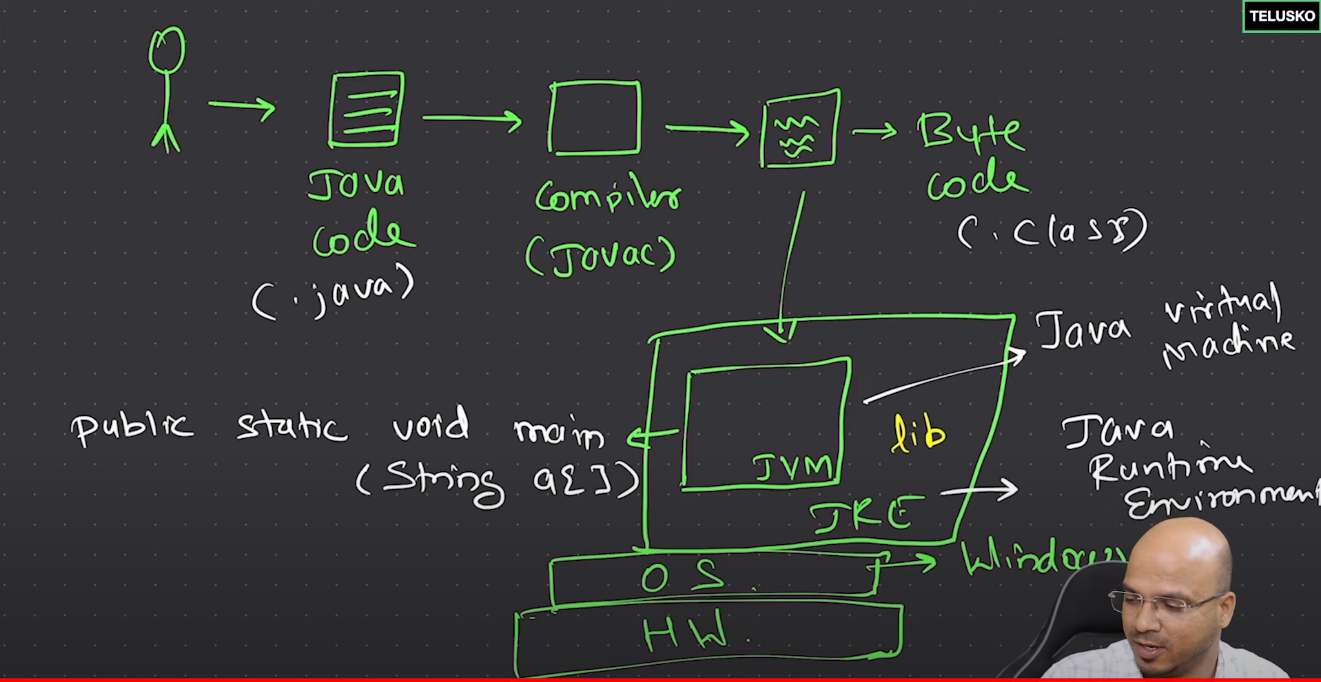 TELUSKO
Java
code
(.java)
Compiler
(Javac)
Byte
code
(.class)
Java virtual
machine
public static void main
(String a[])
lib
JVM
Java
Runtime
Environment
JRE
OS
Windows
HW.